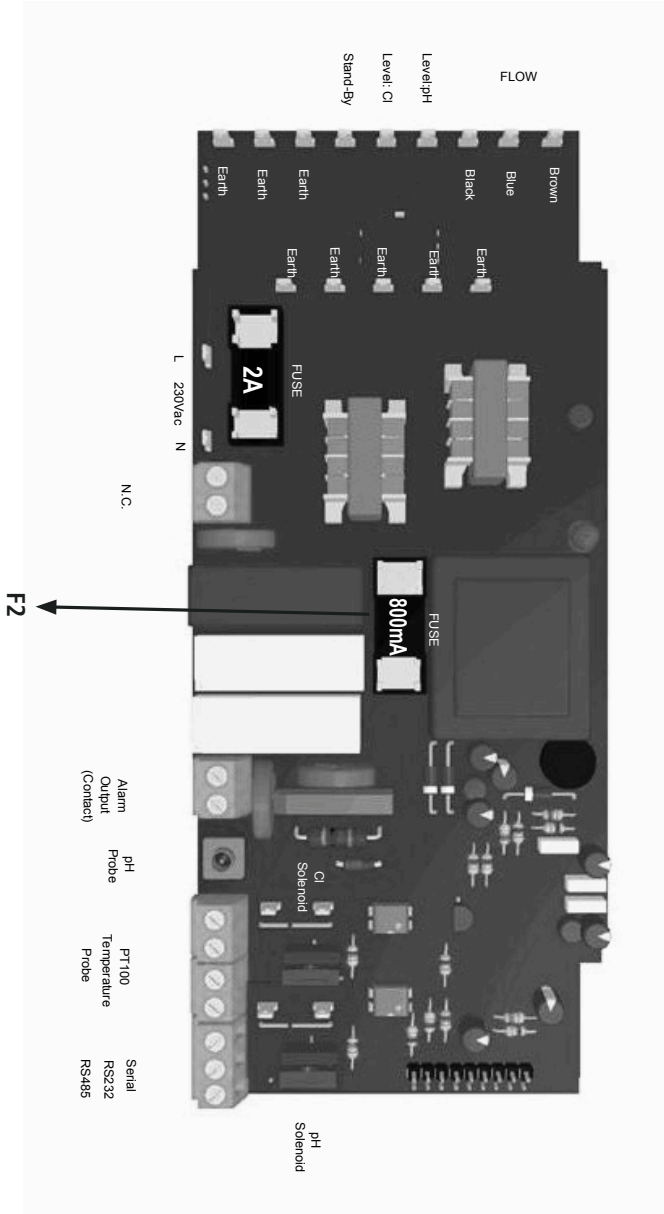 FLOW
Level:pH
Level: Cl
Stand-By
Brown
Blue
Black
Earth
Earth
Earth
Earth
Earth
Earth
Earth
Earth
FUSE
2A
L
230Vac
N
N.C.
FUSE
800mA
F2
Alarm
Output
(Contact)
pH
Probe
Cl
Solenoid
PT100
Temperature
Probe
Serial
RS232
RS485
pH
Solenoid